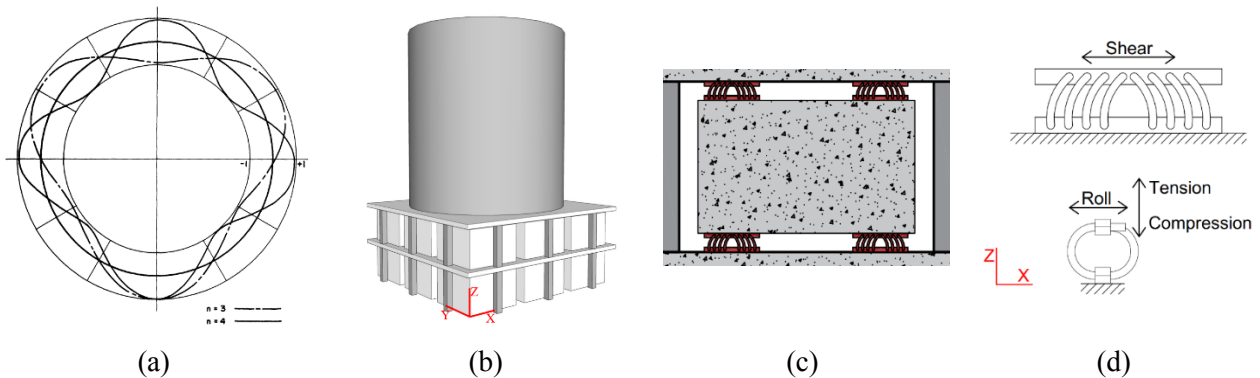 -1
+1
n = 3
n = 4
(a)
Z
Y
X
(b)
(c)
Shear
Roll
Tension
Compression
Z
X
(d)